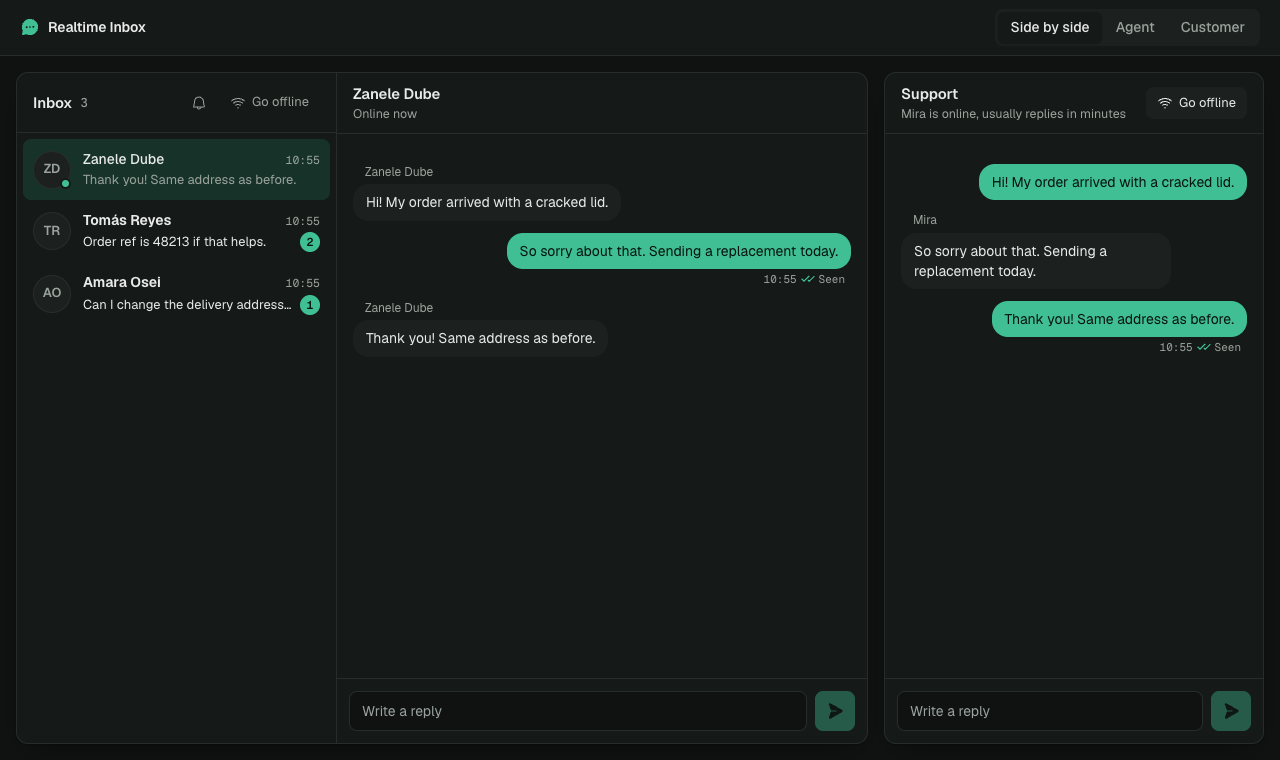 Realtime Inbox
Side by side
Agent
Customer
Inbox 3
Go offline
ZD
Zanele Dube
10:55
Thank you! Same address as before.
TR
Tomás Reyes
10:55
Order ref is 48213 if that helps.
2
AO
Amara Osei
10:55
Can I change the delivery address...
1
Zanele Dube
Online now
Zanele Dube
Hi! My order arrived with a cracked lid.
So sorry about that. Sending a replacement today.
10:55 Seen
Zanele Dube
Thank you! Same address as before.
Write a reply
Support
Mira is online, usually replies in minutes
Go offline
Hi! My order arrived with a cracked lid.
Mira
So sorry about that. Sending a
replacement today.
Thank you! Same address as before.
10:55 Seen
Write a reply